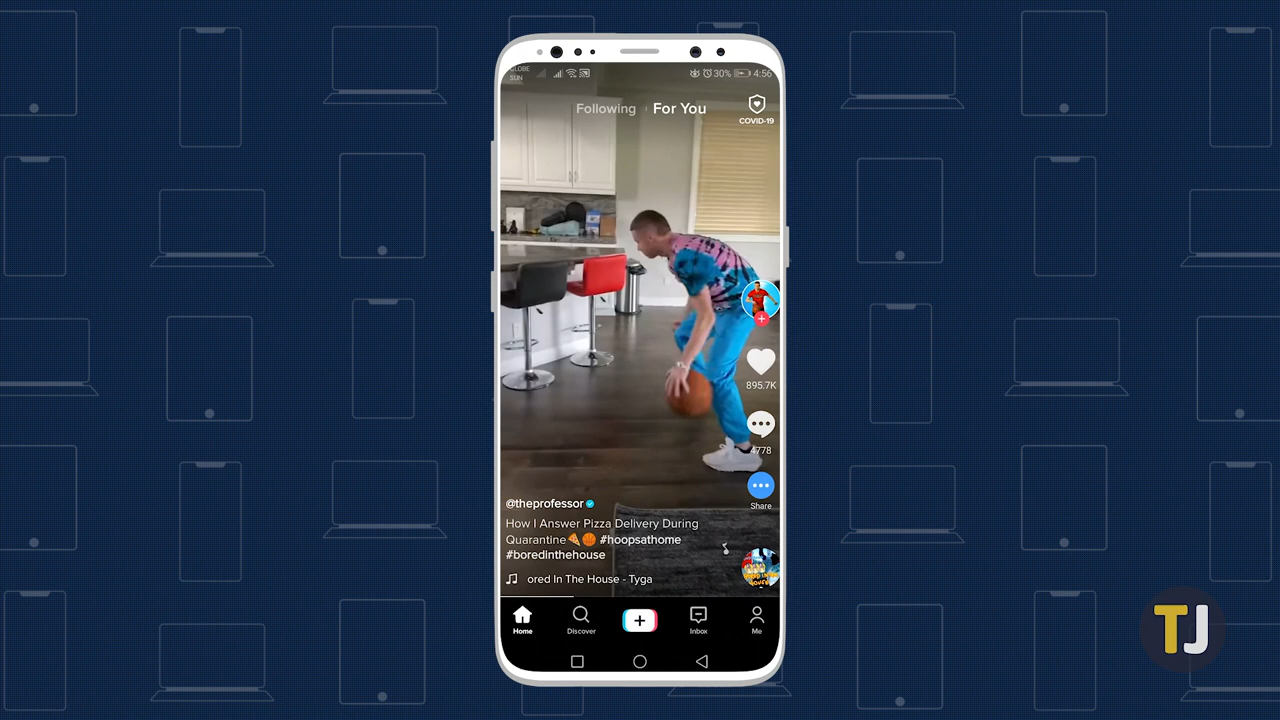 GLOBE
SUN
30%
4:56
Following
For You
COVID-19
895.7K
4778
Share
@theprofessor
How I Answer Pizza Delivery During
Quarantine🍕🏀 #hoopsathome
#boredinthehouse
ored In The House - Tyga
Home
Discover
Inbox
Me
TJ